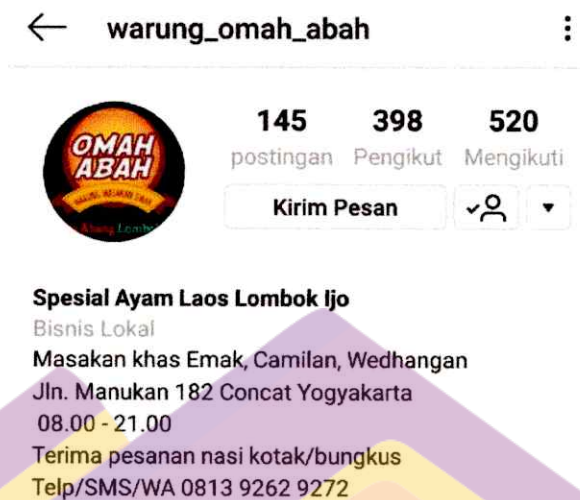 warung_omah_abah
145 398 520
postingan Pengikut Mengikuti
OMAH
ABAH
Kirim Pesan
Spesial Ayam Laos Lombok Ijo
Bisnis Lokal
Masakan khas Emak, Camilan, Wedhangan
Jln. Manukan 182 Concat Yogyakarta
08.00 - 21.00
Terima pesanan nasi kotak/bungkus
Telp/SMS/WA 0813 9262 9272